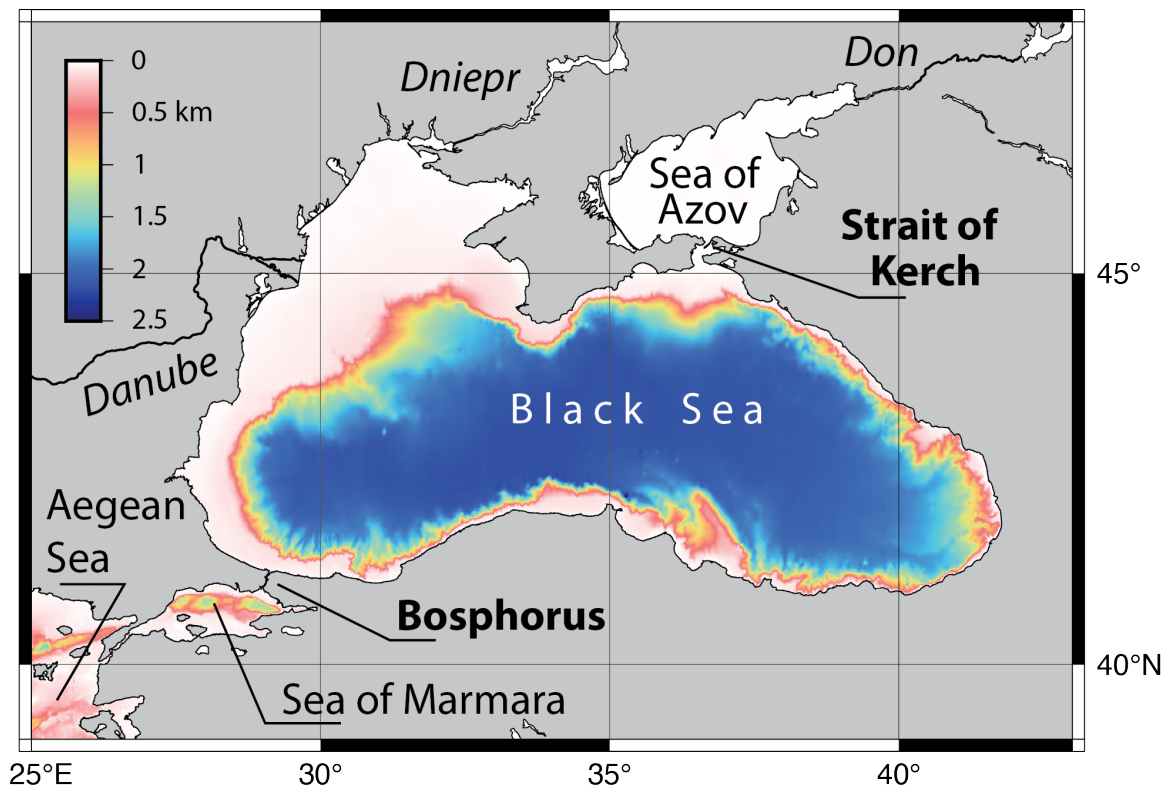 0
0.5 km
1
1.5
2
2.5
Dniepr
Don
Sea of
Azov
Strait of
Kerch
45°
Danube
Black Sea
Aegean
Sea
Bosphorus
Sea of Marmara
40°N
25°E
30°
35°
40°